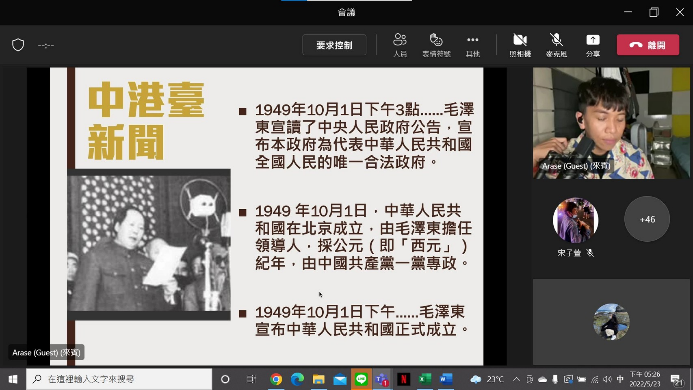 會議
--:--
要求控制
人員
表情符號
其他
照相機
麥克風
分享
離開
中港臺
新聞
■ 1949年10月1日下午3點......毛澤
東宣讀了中央人民政府公告，宣
布本政府為代表中華人民共和國
全國人民的唯一合法政府。
■ 1949 年10月1日，中華人民共
和國在北京成立，由毛澤東擔任
領導人，採公元（即「西元」）
紀年，由中國共產黨一黨專政。
■ 1949年10月1日下午......毛澤東
宣布中華人民共和國正式成立。
Arase (Guest) (來賓)
Arase (Guest) (來賓)
宋子萱
+46
在這裡輸入文字來搜尋
23°C
中
下午 05:26
2022/5/23
21